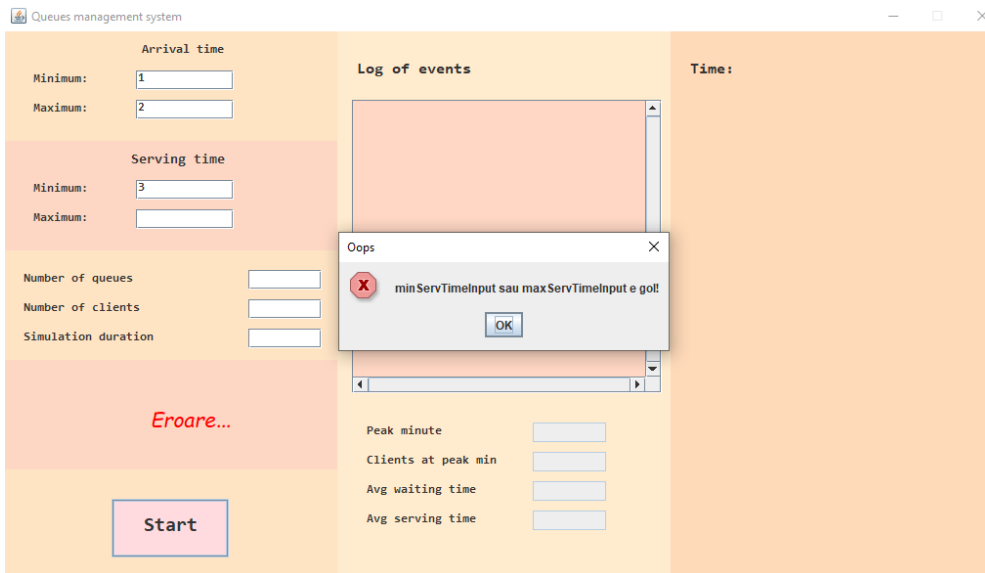 Queues management system
Arrival time
Minimum: 1
Maximum: 2
Serving time
Minimum: 3
Maximum:
Number of queues
Number of clients
Simulation duration
Eroare...
Start
Log of events
Oops
minServTimeInput sau maxServTimeInput e gol!
OK
Peak minute
Clients at peak min
Avg waiting time
Avg serving time
Time: